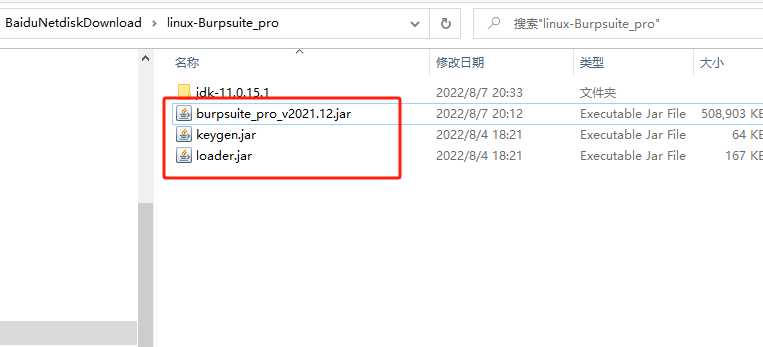 BaiduNetdiskDownload › linux-Burpsuite_pro 搜索"linux-Burpsuite_pro"
名称 修改日期 类型 大小
jdk-11.0.15.1 2022/8/7 20:33 文件夹
burpsuite_pro_v2021.12.jar 2022/8/7 20:12 Executable Jar File 508,903 KB
keygen.jar 2022/8/4 18:21 Executable Jar File 64 KB
loader.jar 2022/8/4 18:21 Executable Jar File 167 KB